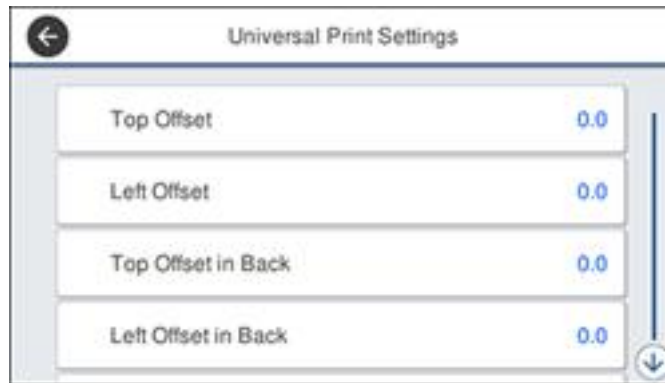 Universal Print Settings
Top Offset 0.0
Left Offset 0.0
Top Offset in Back 0.0
Left Offset in Back 0.0